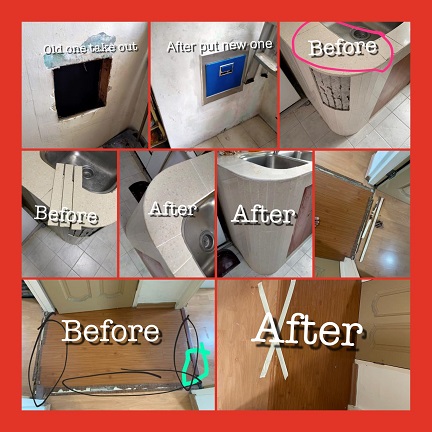 Old one take out
After put new one
Before
Before
After
After
Before
After